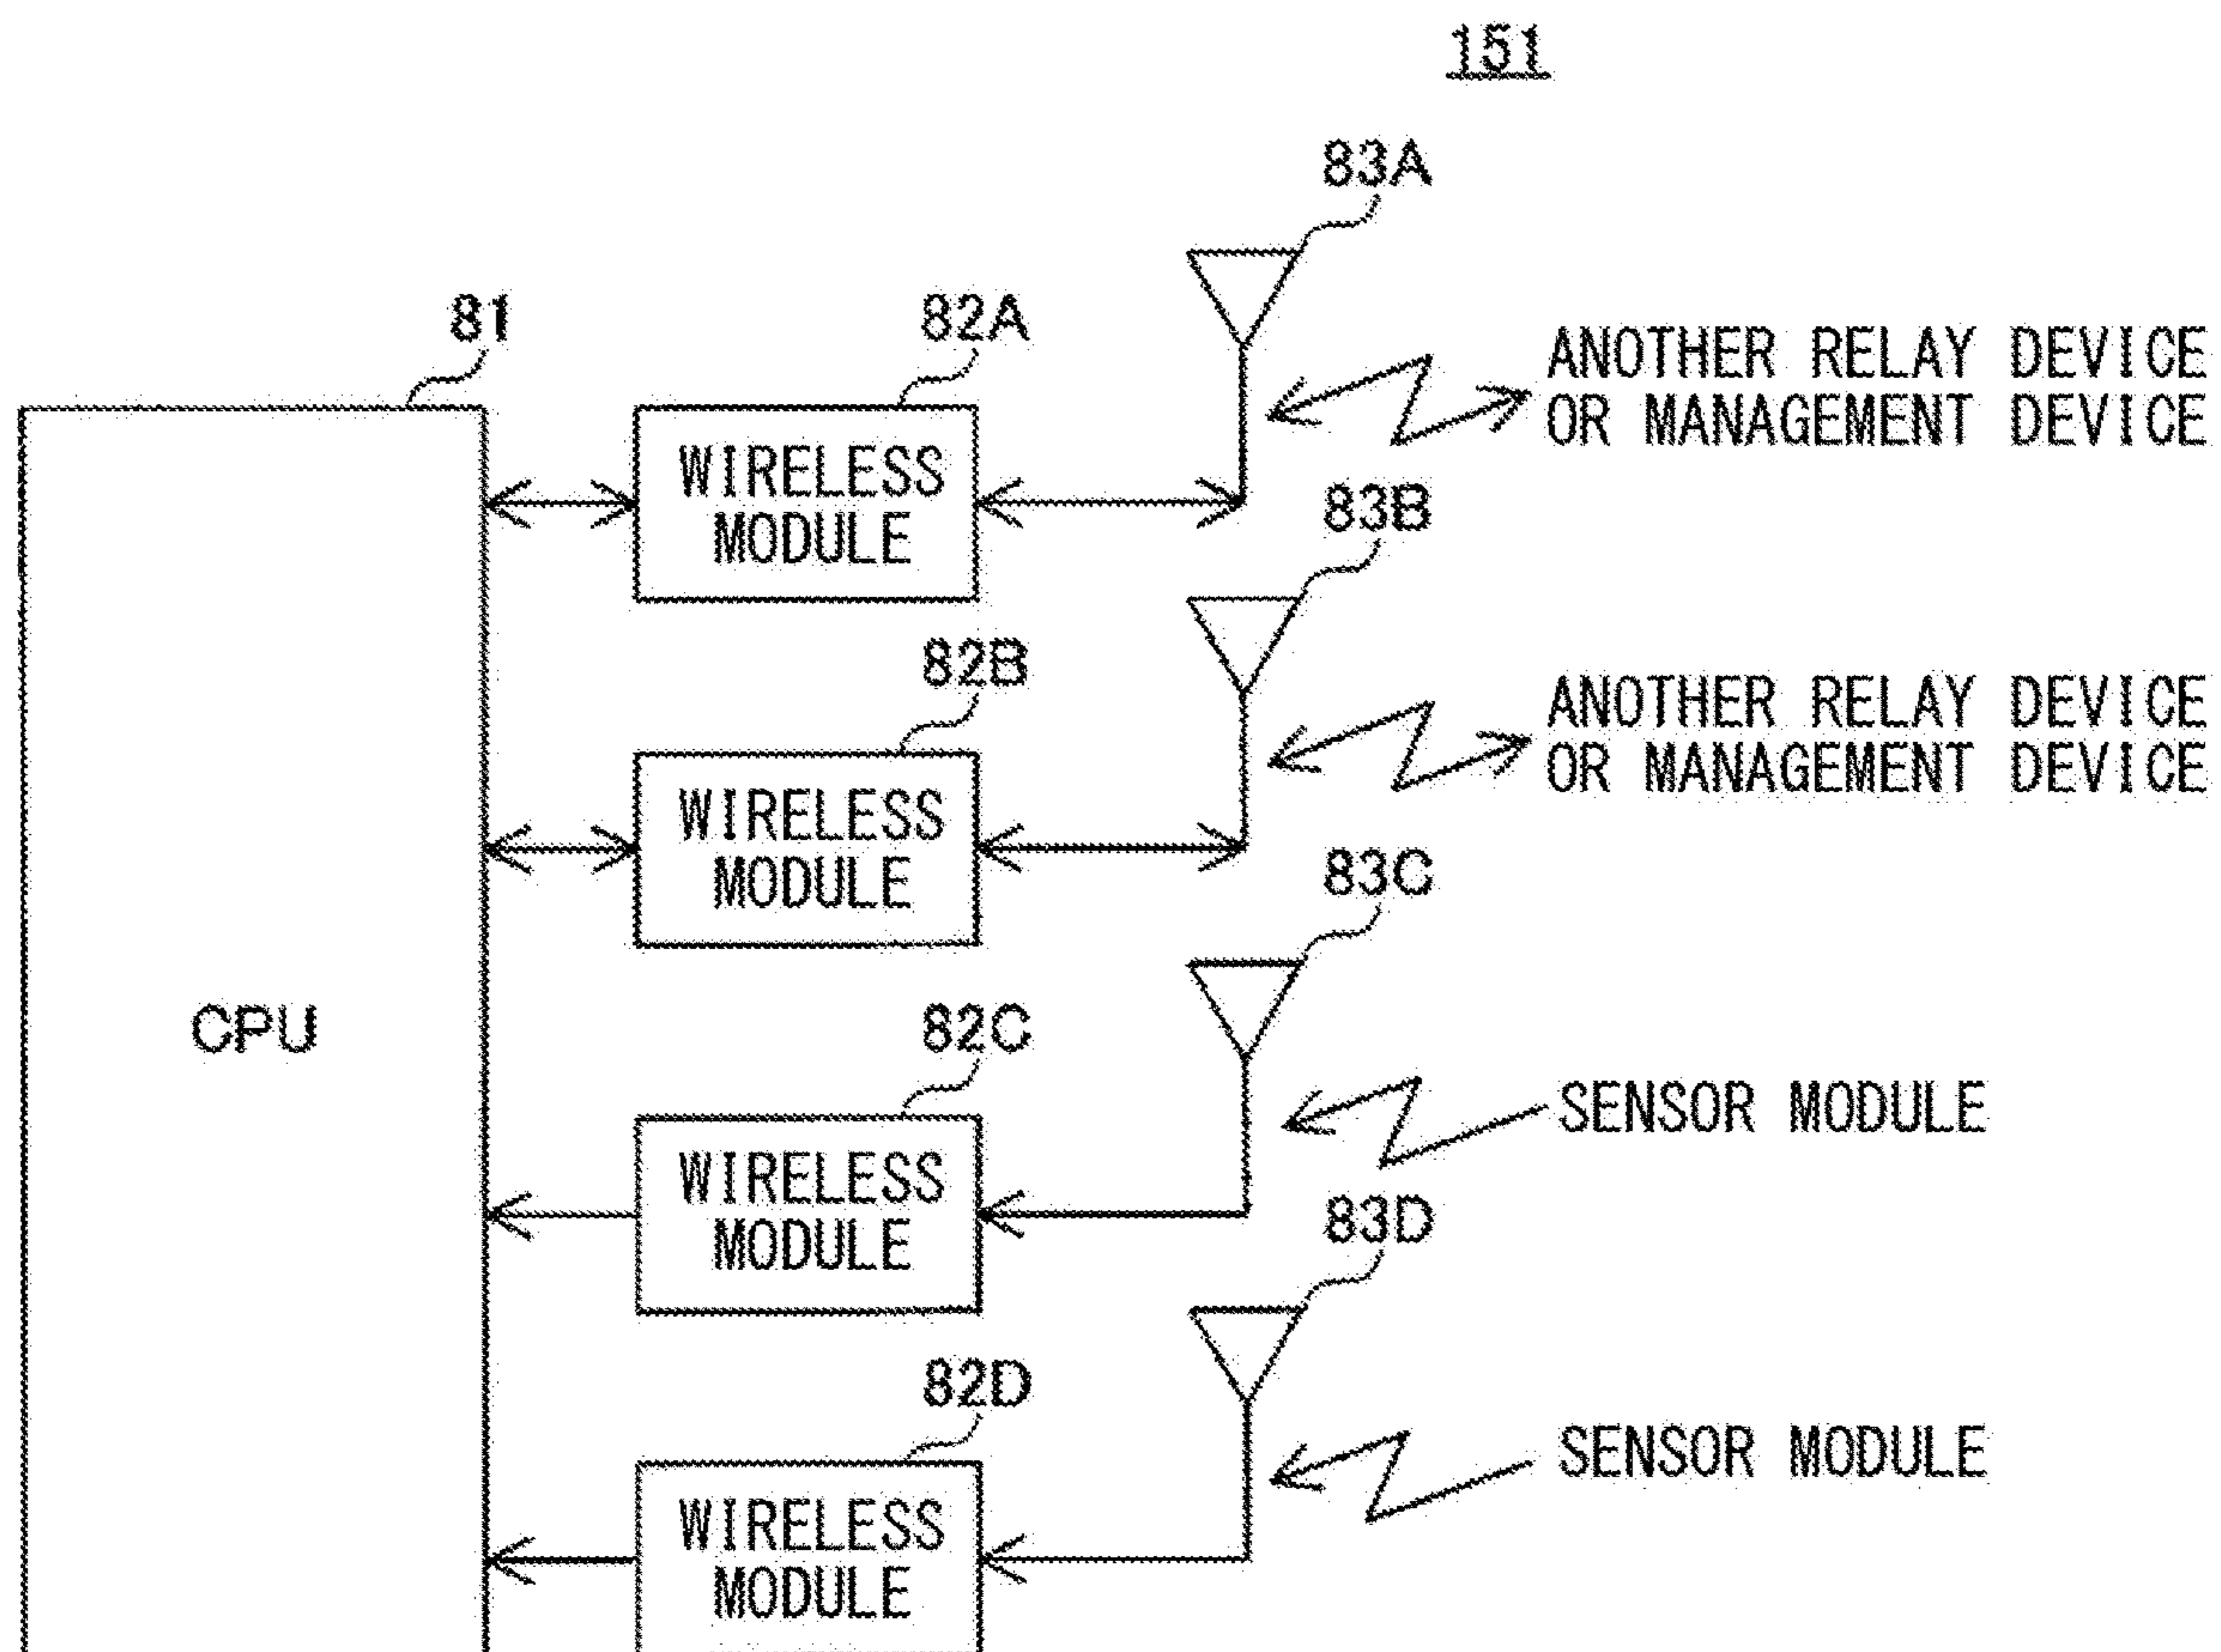 151
83A
81
82A
ANOTHER RELAY DEVICE
OR MANAGEMENT DEVICE
WIRELESS
MODULE
83B
82B
ANOTHER RELAY DEVICE
OR MANAGEMENT DEVICE
WIRELESS
MODULE
83C
CPU
82C
SENSOR MODULE
WIRELESS
MODULE
83D
82D
SENSOR MODULE
WIRELESS
MODULE